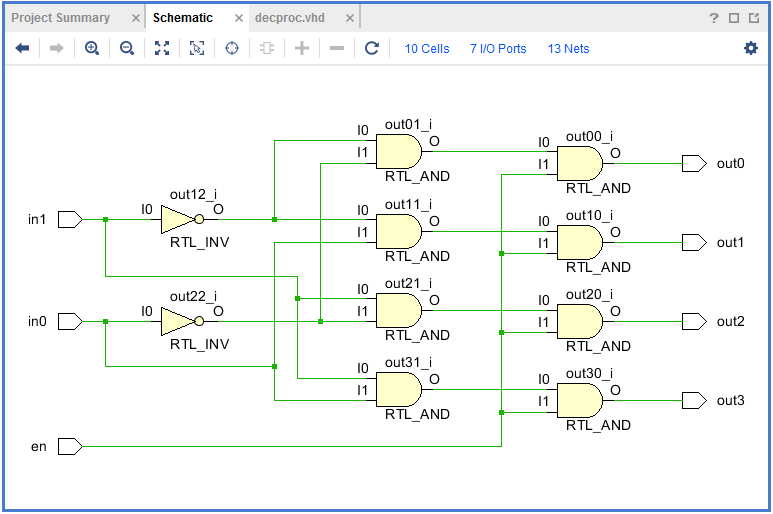 Project Summary × Schematic × decproc.vhd × ?
10 Cells 7 I/O Ports 13 Nets
out01_i
I0 O
I1
RTL_AND
out00_i
I0 O
I1
RTL_AND
out0
out12_i
in1 I0 O
RTL_INV
out11_i
I0 O
I1
RTL_AND
out10_i
I0 O
I1
RTL_AND
out1
out22_i
in0 I0 O
RTL_INV
out21_i
I0 O
I1
RTL_AND
out20_i
I0 O
I1
RTL_AND
out2
out31_i
I0 O
I1
RTL_AND
out30_i
I0 O
I1
RTL_AND
out3
en